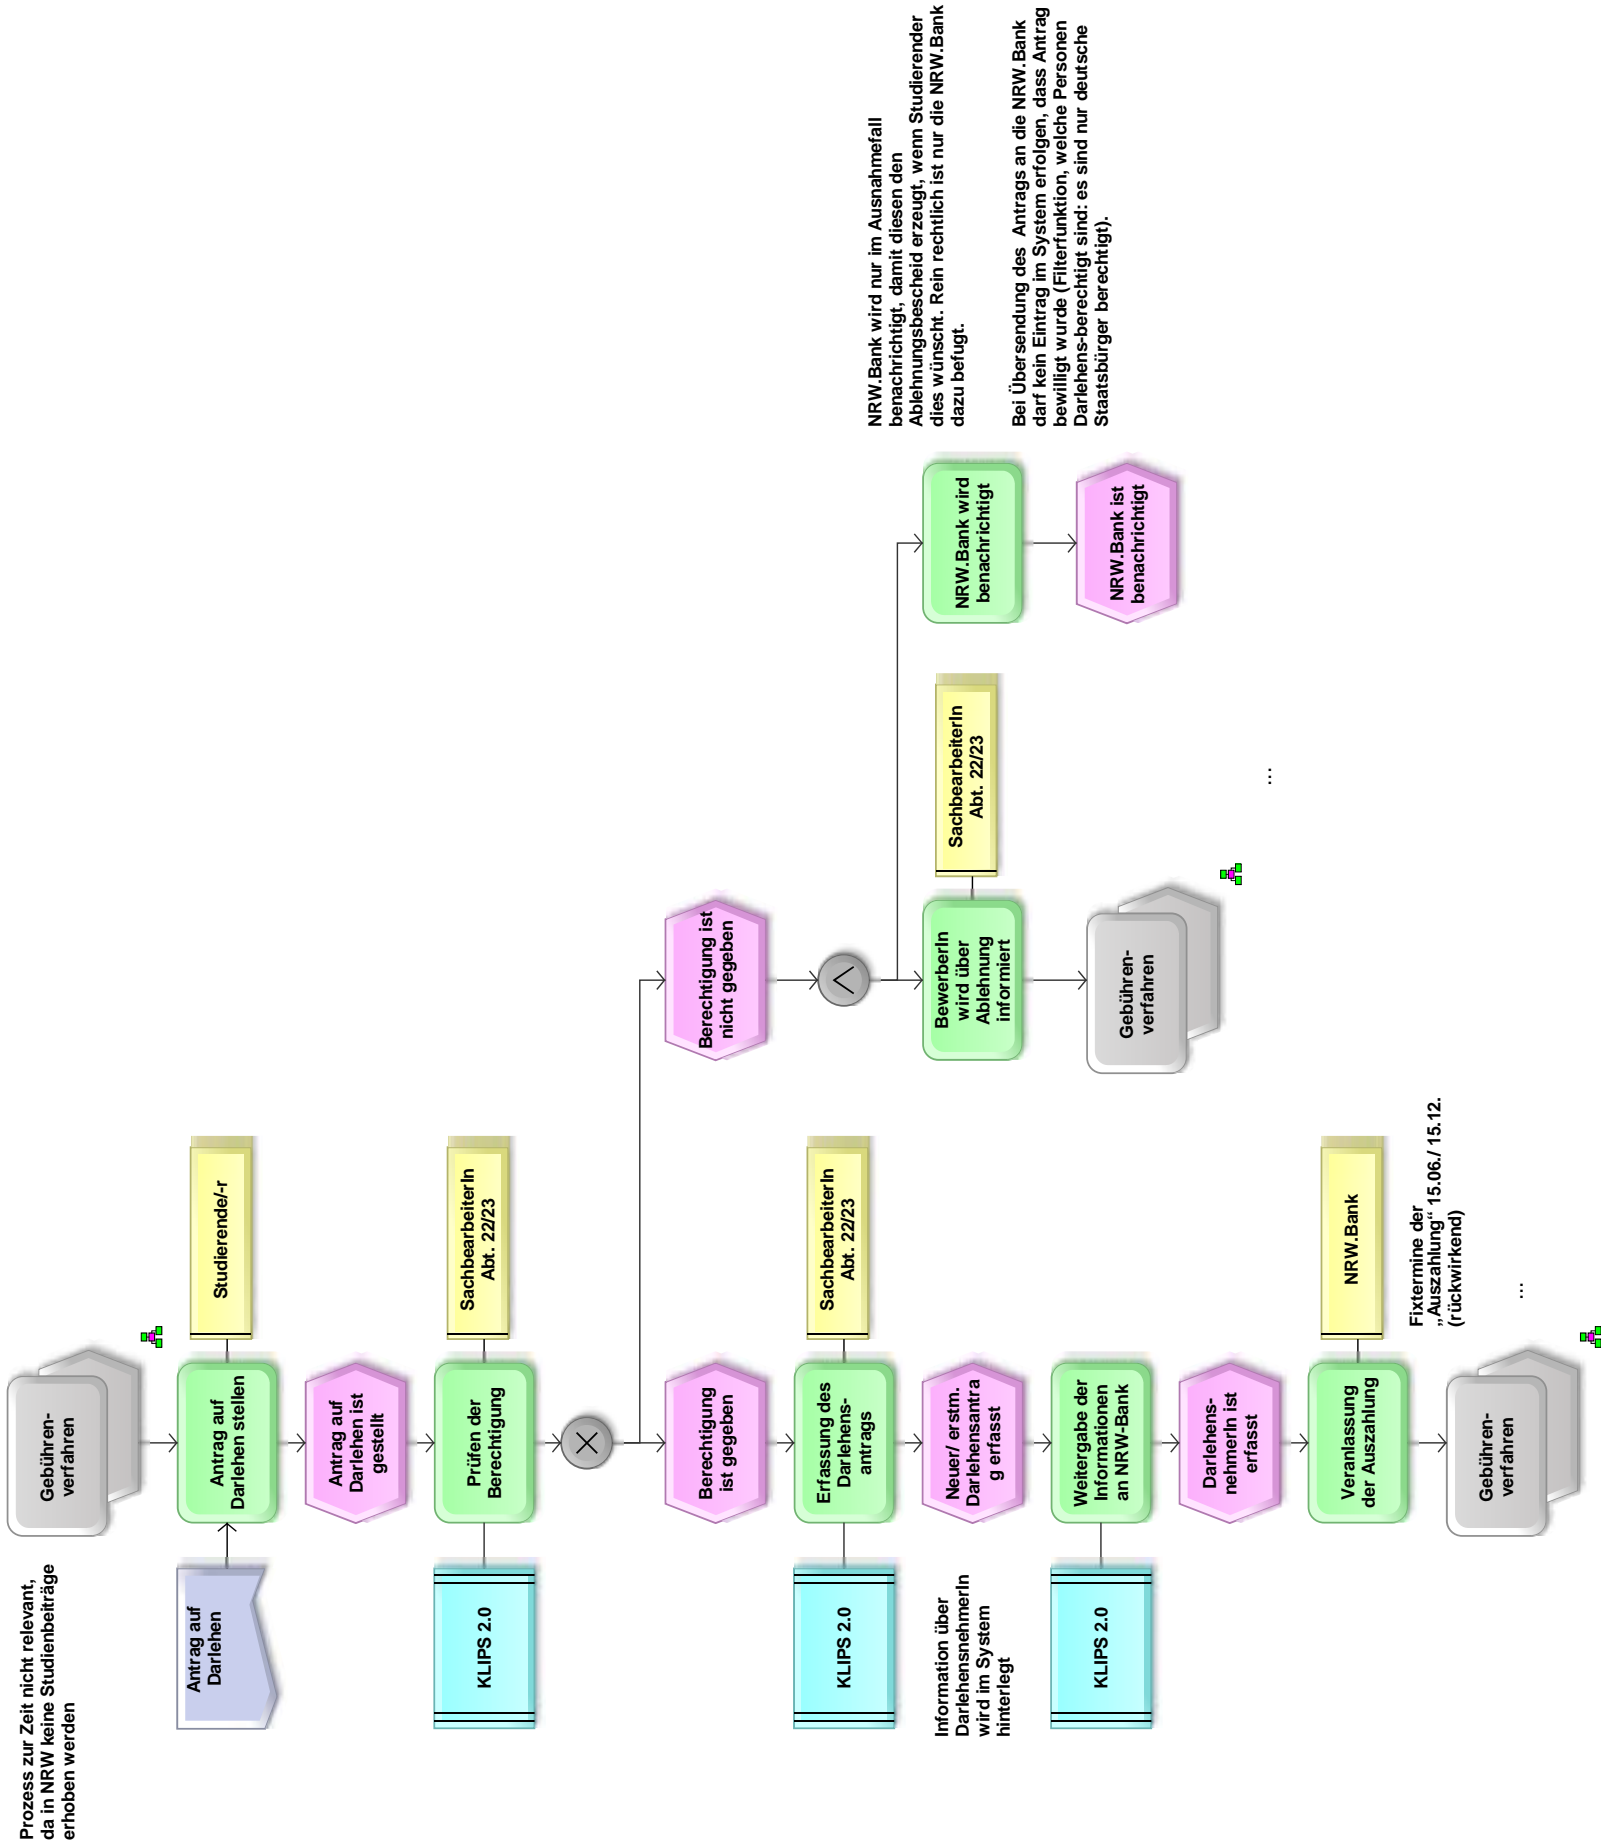 Prozess zur Zeit nicht relevant,
da in NRW keine Studienbeiträge
erhoben werden
Gebühren-
verfahren
Antrag auf
Darlehen
Antrag auf
Darlehen stellen
Studierende/-r
Antrag auf
Darlehen ist
gestellt
KLIPS 2.0
Prüfen der
Berechtigung
SachbearbeiterIn
Abt. 22/23
Berechtigung
ist gegeben
Berechtigung ist
nicht gegeben
KLIPS 2.0
Erfassung des
Darlehens-
antrags
SachbearbeiterIn
Abt. 22/23
Information über
DarlehensnehmerIn
wird im System
hinterlegt
Neuer/ erstm.
Darlehensantra
g erfasst
BewerberIn
wird über
Ablehnung
informiert
SachbearbeiterIn
Abt. 22/23
NRW.Bank wird
benachrichtigt
NRW.Bank wird nur im Ausnahmefall
benachrichtigt, damit diesen den
Ablehnungsbescheid erzeugt, wenn Studierender
dies wünscht. Rein rechtlich ist nur die NRW.Bank
dazu befugt.
Bei Übersendung des Antrags an die NRW.Bank
darf kein Eintrag im System erfolgen, dass Antrag
bewilligt wurde (Filterfunktion, welche Personen
Darlehens-berechtigt sind: es sind nur deutsche
Staatsbürger berechtigt).
KLIPS 2.0
Weitergabe der
Informationen
an NRW-Bank
Gebühren-
verfahren
NRW.Bank ist
benachrichtigt
Darlehens-
nehmerIn ist
erfasst
...
Veranlassung
der Auszahlung
NRW.Bank
Fixtermine der
„Auszahlung“ 15.06./ 15.12.
(rückwirkend)
Gebühren-
verfahren
...